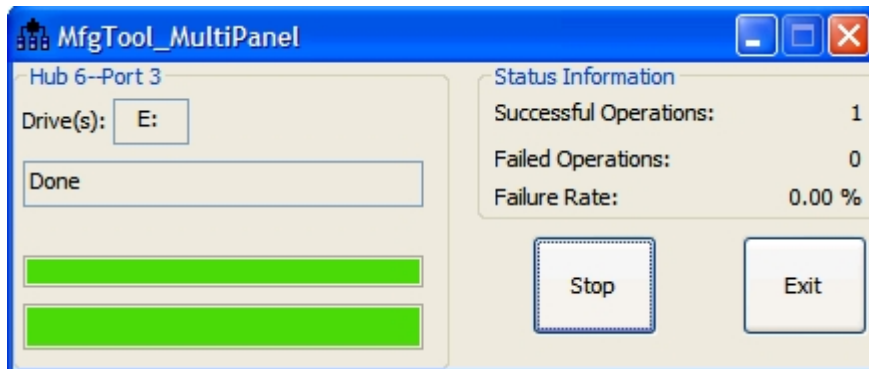 MfgTool_MultiPanel
Hub 6--Port 3
Drive(s): E:
Done
Status Information
Successful Operations: 1
Failed Operations: 0
Failure Rate: 0.00 %
Stop
Exit